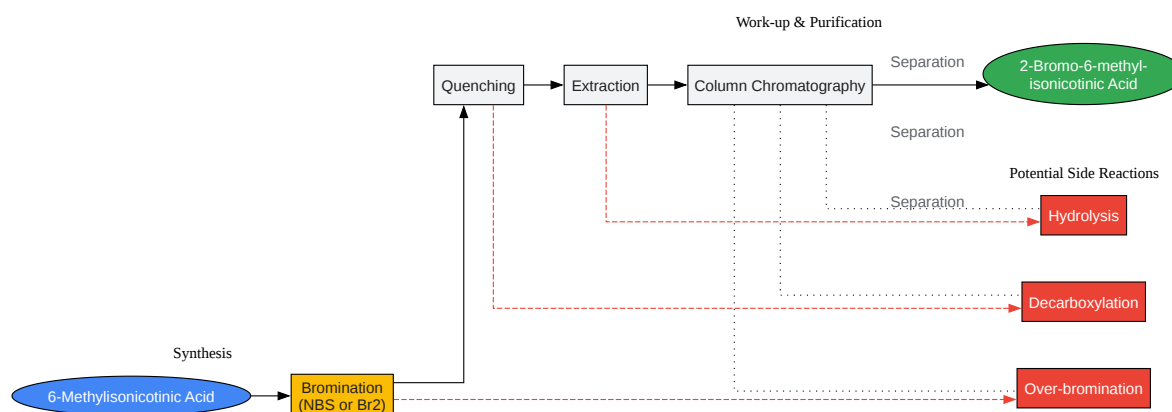 Work-up & Purification
Quenching
Extraction
Column Chromatography
Separation
2-Bromo-6-methyl-
isonicotinic Acid
Separation
Potential Side Reactions
Separation
Hydrolysis
Decarboxylation
Synthesis
6-Methylisonicotinic Acid
Bromination
(NBS or Br2)
Over-bromination